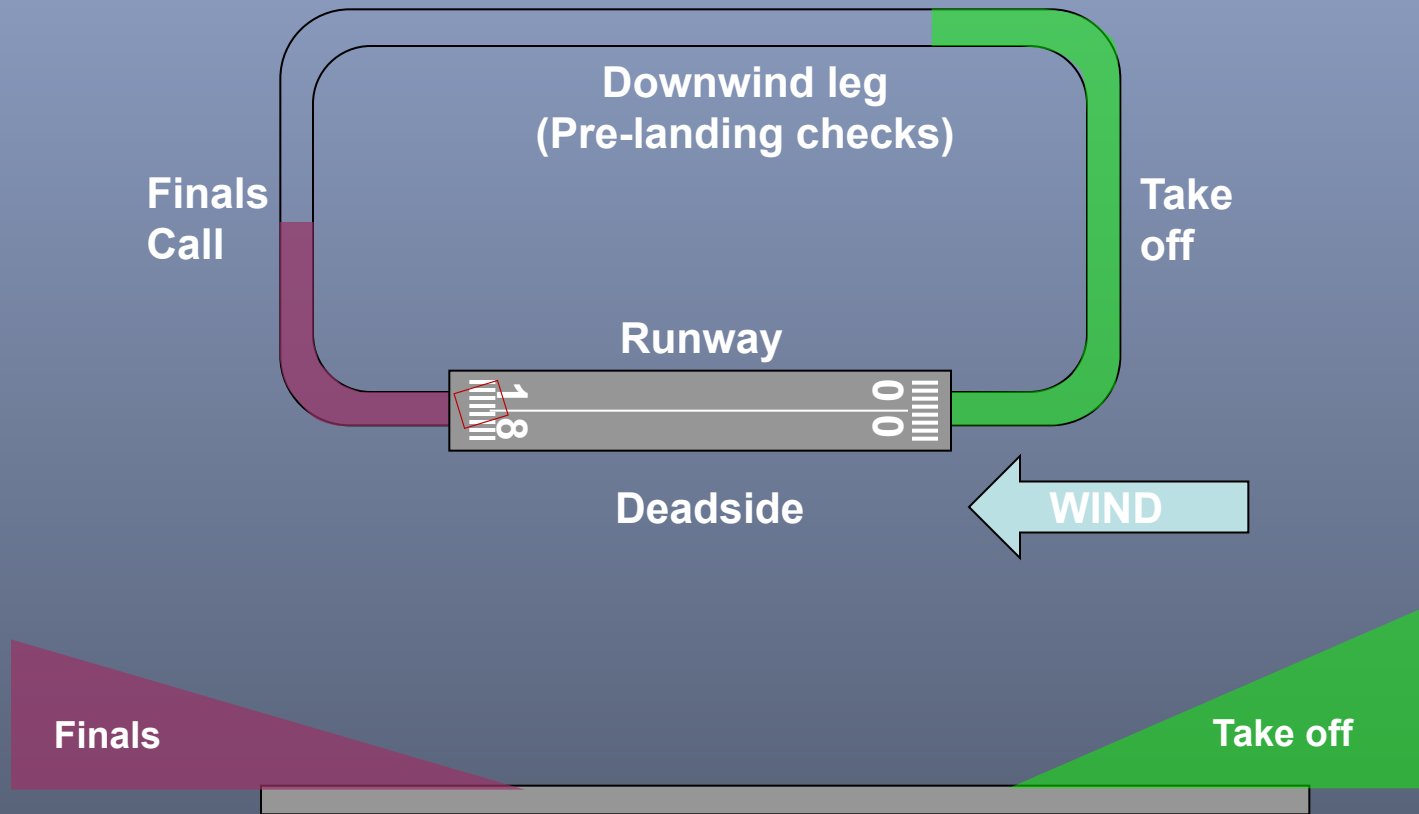 Downwind leg
(Pre-landing checks)
Finals
Call
Take
off
Runway
18
00
Deadside
WIND
Finals
Take off